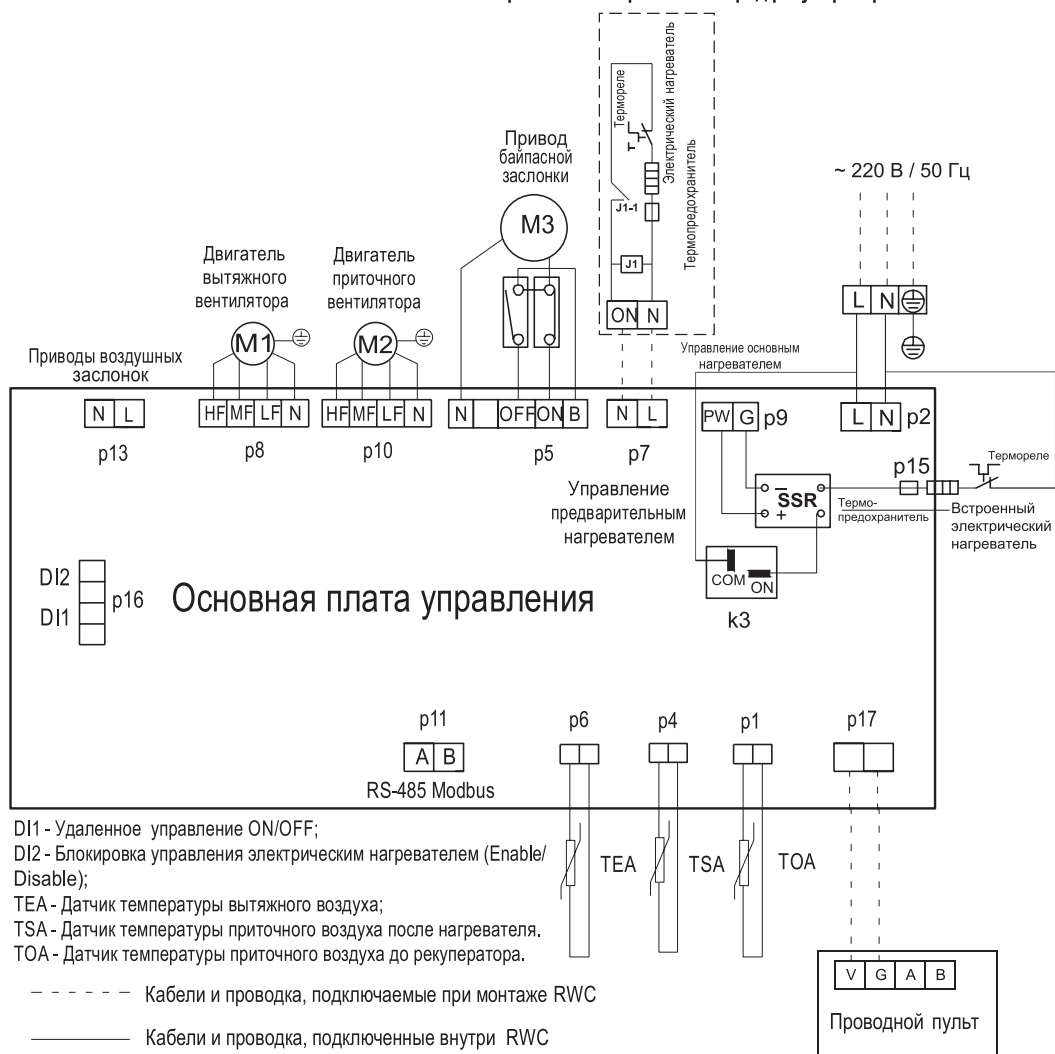 Термореле
Электрический нагреватель
Термопредохранитель
J1-1
J1
ON N
Привод
байпасной
заслонки
M3
~ 220 В / 50 Гц
L N
Двигатель
вытяжного
вентилятора
M1
Двигатель
приточного
вентилятора
M2
Приводы воздушных
заслонок
Управление основным
нагревателем
N L
p13
HF MF LF N
p8
HF MF LF N
p10
N OFF ON B
p5
N L
p7
PW G p9
L N p2
Управление
предварительным
нагревателем
p15
Термореле
SSR
– +
Термо-
предохранитель
Встроенный
электрический
нагреватель
COM ON
k3
DI2
DI1
p16
Основная плата управления
p11
A B
RS-485 Modbus
p6
p4
p1
p17
TEA
TSA
TOA
DI1 - Удаленное управление ON/OFF;
DI2 - Блокировка управления электрическим нагревателем (Enable/
Disable);
TEA - Датчик температуры вытяжного воздуха;
TSA - Датчик температуры приточного воздуха после нагревателя.
TOA - Датчик температуры приточного воздуха до рекуператора.
Кабели и проводка, подключаемые при монтаже RWC
Кабели и проводка, подключенные внутри RWC
V G A B
Проводной пульт